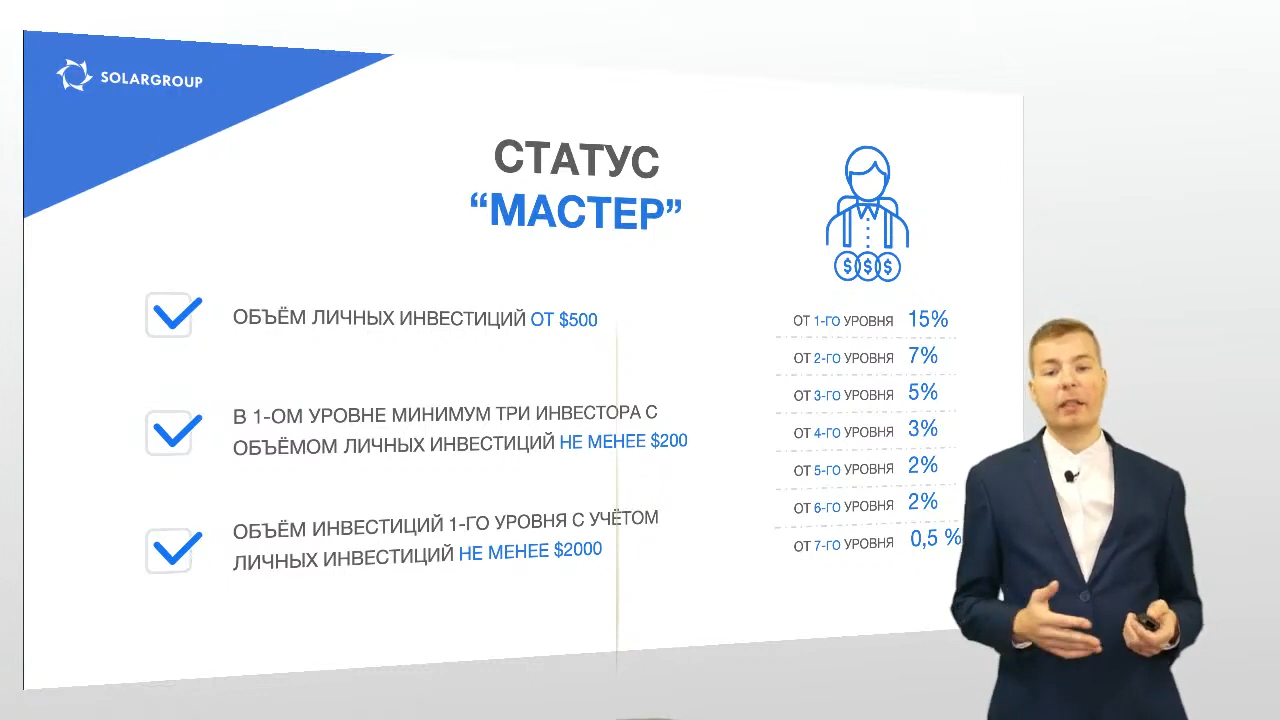 SOLARGROUP
СТАТУС
“МАСТЕР”
ОБЪЁМ ЛИЧНЫХ ИНВЕСТИЦИЙ ОТ $500
В 1-ОМ УРОВНЕ МИНИМУМ ТРИ ИНВЕСТОРА С
ОБЪЁМОМ ЛИЧНЫХ ИНВЕСТИЦИЙ НЕ МЕНЕЕ $200
ОБЪЁМ ИНВЕСТИЦИЙ 1-ГО УРОВНЯ С УЧЁТОМ
ЛИЧНЫХ ИНВЕСТИЦИЙ НЕ МЕНЕЕ $2000
$ $ $
ОТ 1-ГО УРОВНЯ 15%
ОТ 2-ГО УРОВНЯ 7%
ОТ 3-ГО УРОВНЯ 5%
ОТ 4-ГО УРОВНЯ 3%
ОТ 5-ГО УРОВНЯ 2%
ОТ 6-ГО УРОВНЯ 2%
ОТ 7-ГО УРОВНЯ 0,5 %